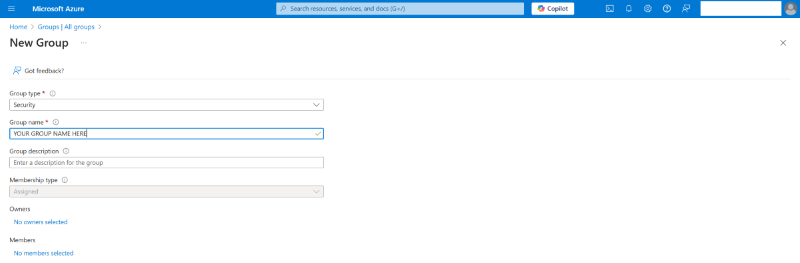 Microsoft Azure
Search resources, services, and docs (G+/)
Copilot
Home > Groups | All groups >
New Group ...
Got feedback?
Group type *
Security
Group name *
YOUR GROUP NAME HERE
Group description
Enter a description for the group
Membership type
Assigned
Owners
No owners selected
Members
No members selected